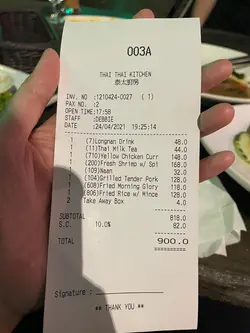 003A
THAI THAI KITCHEN
泰太廚房
INV. NO :1210424-0027 ( 1)
PAX NO. :2
OPEN TIME:17:58
STAFF :DEBBIE
DATE :24/04/2021 19:25:14
1 (7)Longnan Drink 48.0
1 (11)Thai Milk Tea 44.0
1 (710)Yellow Chicken Curr 148.0
1 (200)Fresh Shrimp w/ Soi 168.0
1 (109)Naan 32.0
1 (104)Grilled Tender Pork 128.0
1 (606)Fried Morning Glory 118.0
1 (806)Fried Rice w/ Mince 128.0
2 Take Away Box 4.0
SUBTOTAL 818.0
S.C. 10.0% 82.0
TOTAL 900.0
Signature :
** THANK YOU **